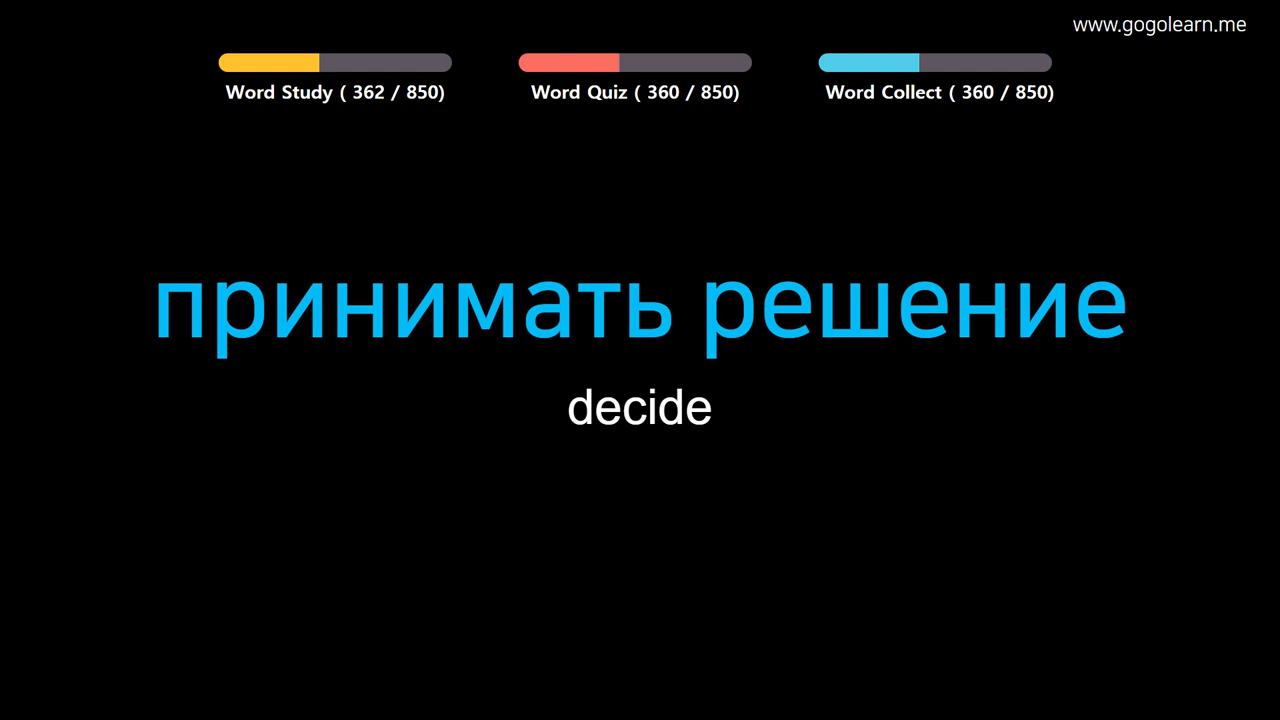 www.gogolearn.me
Word Study ( 362 / 850)
Word Quiz ( 360 / 850)
Word Collect ( 360 / 850)
принимать решение
decide